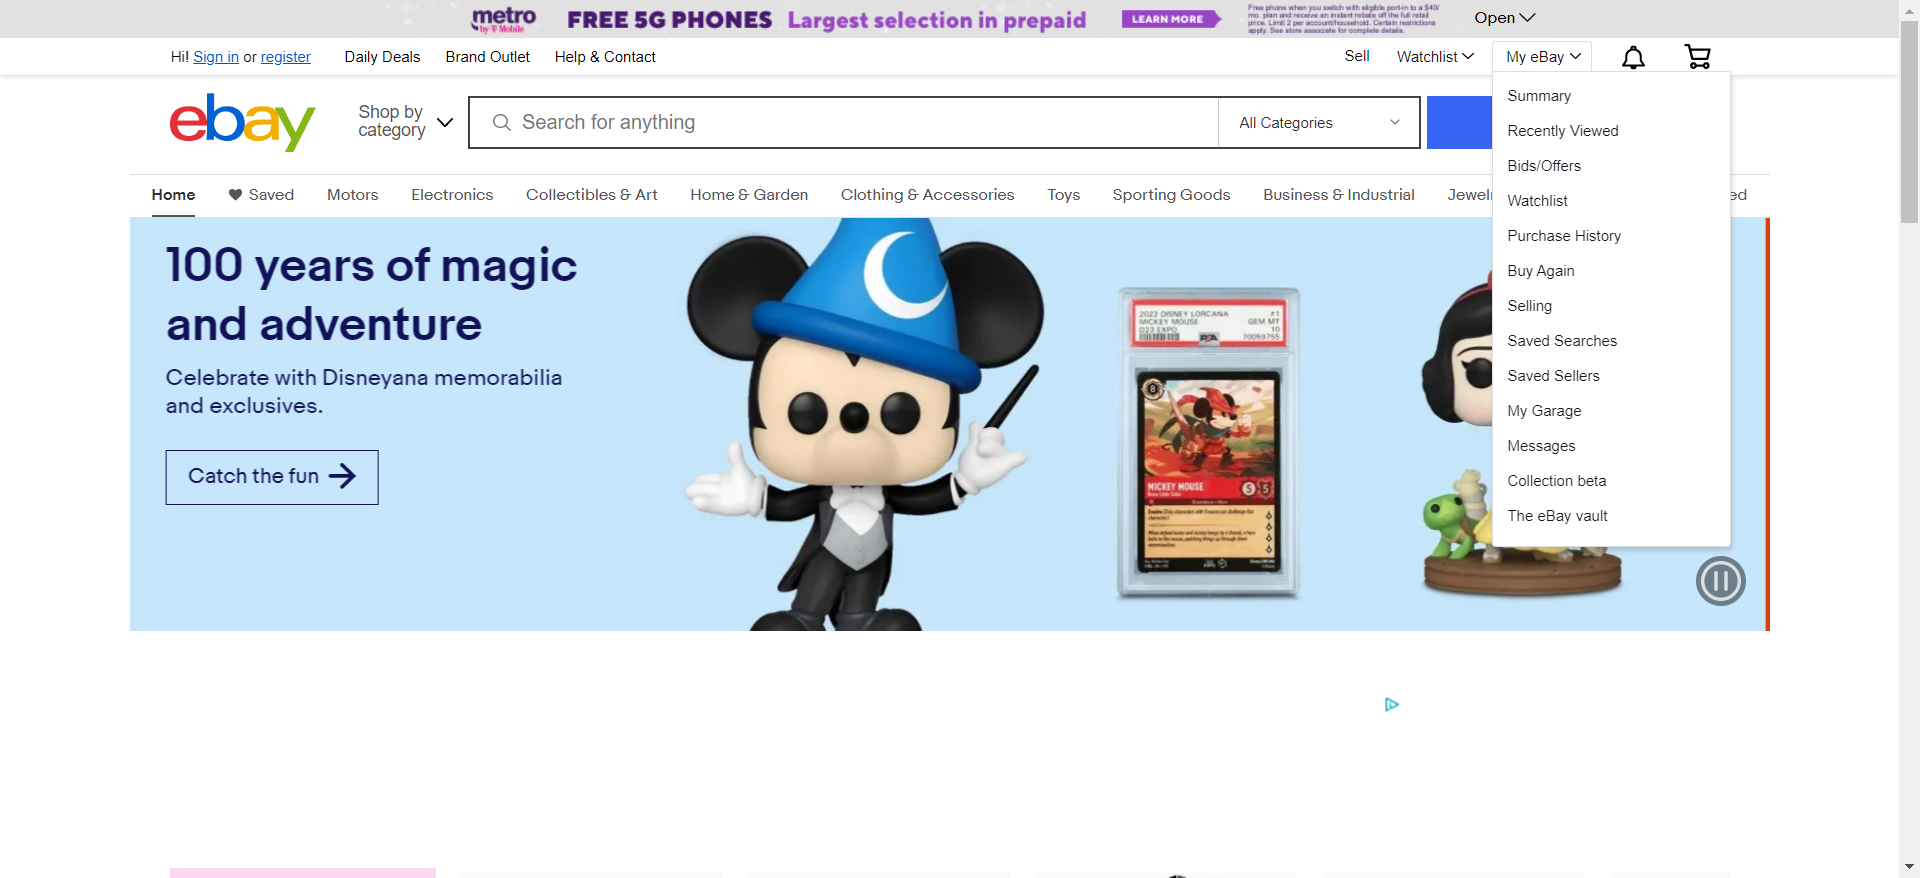 metro
by T Mobile
FREE 5G PHONES
Largest selection in prepaid
LEARN MORE
Free phone when you switch with eligible port-in to a $40/
mo. plan and receive an instant rebate off the full retail
price. Limit 2 per account/household. Certain restrictions
apply. See store associate for complete details.
Open
Hi! Sign in or register
Daily Deals
Brand Outlet
Help & Contact
Sell
Watchlist
My eBay
ebay
Shop by
category
Search for anything
All Categories
Home
Saved
Motors
Electronics
Collectibles & Art
Home & Garden
Clothing & Accessories
Toys
Sporting Goods
Business & Industrial
Jewel
ed
Summary
Recently Viewed
Bids/Offers
Watchlist
Purchase History
Buy Again
Selling
Saved Searches
Saved Sellers
My Garage
Messages
Collection beta
The eBay vault
100 years of magic
and adventure
Celebrate with Disneyana memorabilia
and exclusives.
Catch the fun
2022 DISNEY LORCANA #1
MICKEY MOUSE GEM MT
D23 EXPO 10
PSA 70059755
8
MICKEY MOUSE 5 5